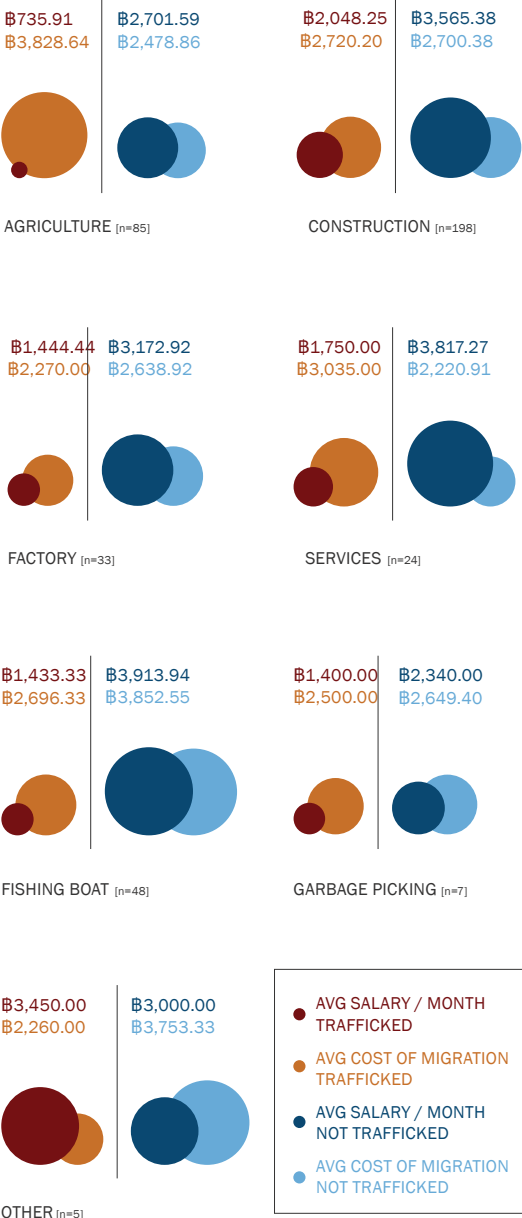 ฿735.91
฿3,828.64
฿2,701.59
฿2,478.86
AGRICULTURE [n=85]
฿2,048.25
฿2,720.20
฿3,565.38
฿2,700.38
CONSTRUCTION [n=198]
฿1,444.44
฿2,270.00
฿3,172.92
฿2,638.92
FACTORY [n=33]
฿1,750.00
฿3,035.00
฿3,817.27
฿2,220.91
SERVICES [n=24]
฿1,433.33
฿2,696.33
฿3,913.94
฿3,852.55
FISHING BOAT [n=48]
฿1,400.00
฿2,500.00
฿2,340.00
฿2,649.40
GARBAGE PICKING [n=7]
฿3,450.00
฿2,260.00
฿3,000.00
฿3,753.33
OTHER [n=5]
AVG SALARY / MONTH
TRAFFICKED
AVG COST OF MIGRATION
TRAFFICKED
AVG SALARY / MONTH
NOT TRAFFICKED
AVG COST OF MIGRATION
NOT TRAFFICKED